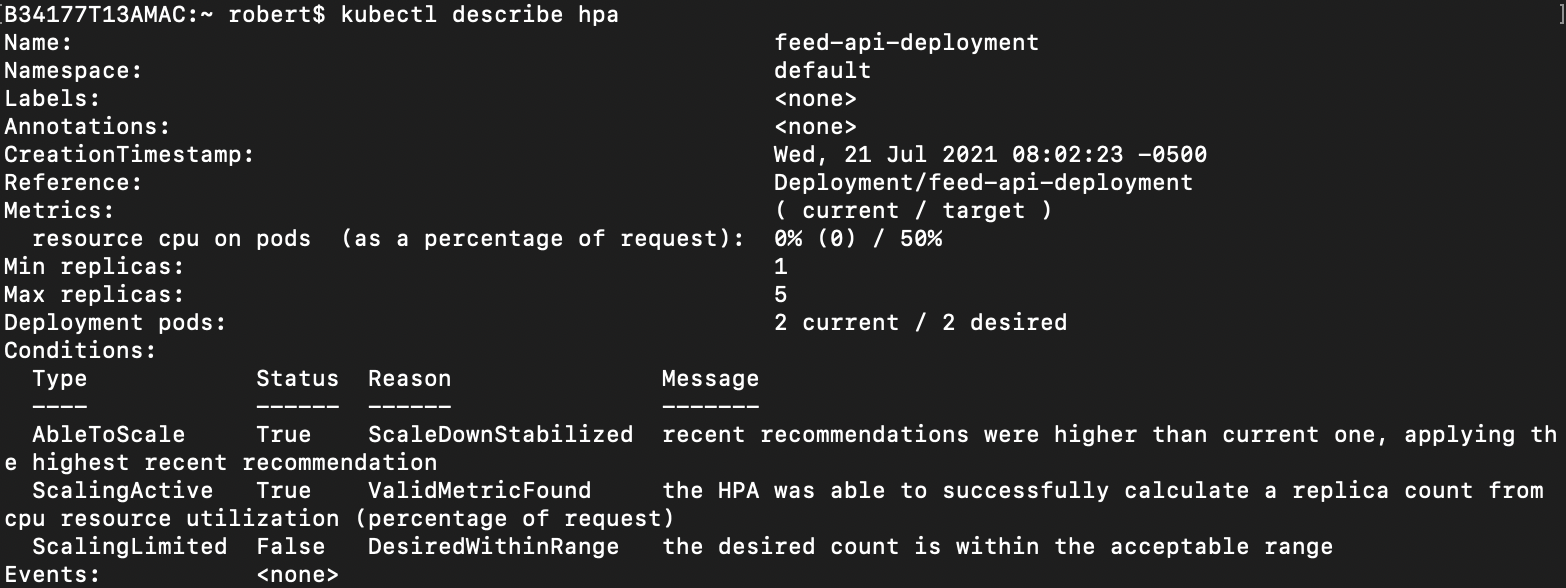 [B34177T13AMAC:~ robert$ kubectl describe hpa ]
Name: feed-api-deployment
Namespace: default
Labels: <none>
Annotations: <none>
CreationTimestamp: Wed, 21 Jul 2021 08:02:23 -0500
Reference: Deployment/feed-api-deployment
Metrics: ( current / target )
  resource cpu on pods  (as a percentage of request):  0% (0) / 50%
Min replicas: 1
Max replicas: 5
Deployment pods: 2 current / 2 desired
Conditions:
  Type            Status  Reason               Message
  ----            ------  ------               -------
  AbleToScale     True    ScaleDownStabilized  recent recommendations were higher than current one, applying th
e highest recent recommendation
  ScalingActive   True    ValidMetricFound     the HPA was able to successfully calculate a replica count from
cpu resource utilization (percentage of request)
  ScalingLimited  False   DesiredWithinRange   the desired count is within the acceptable range
Events:           <none>